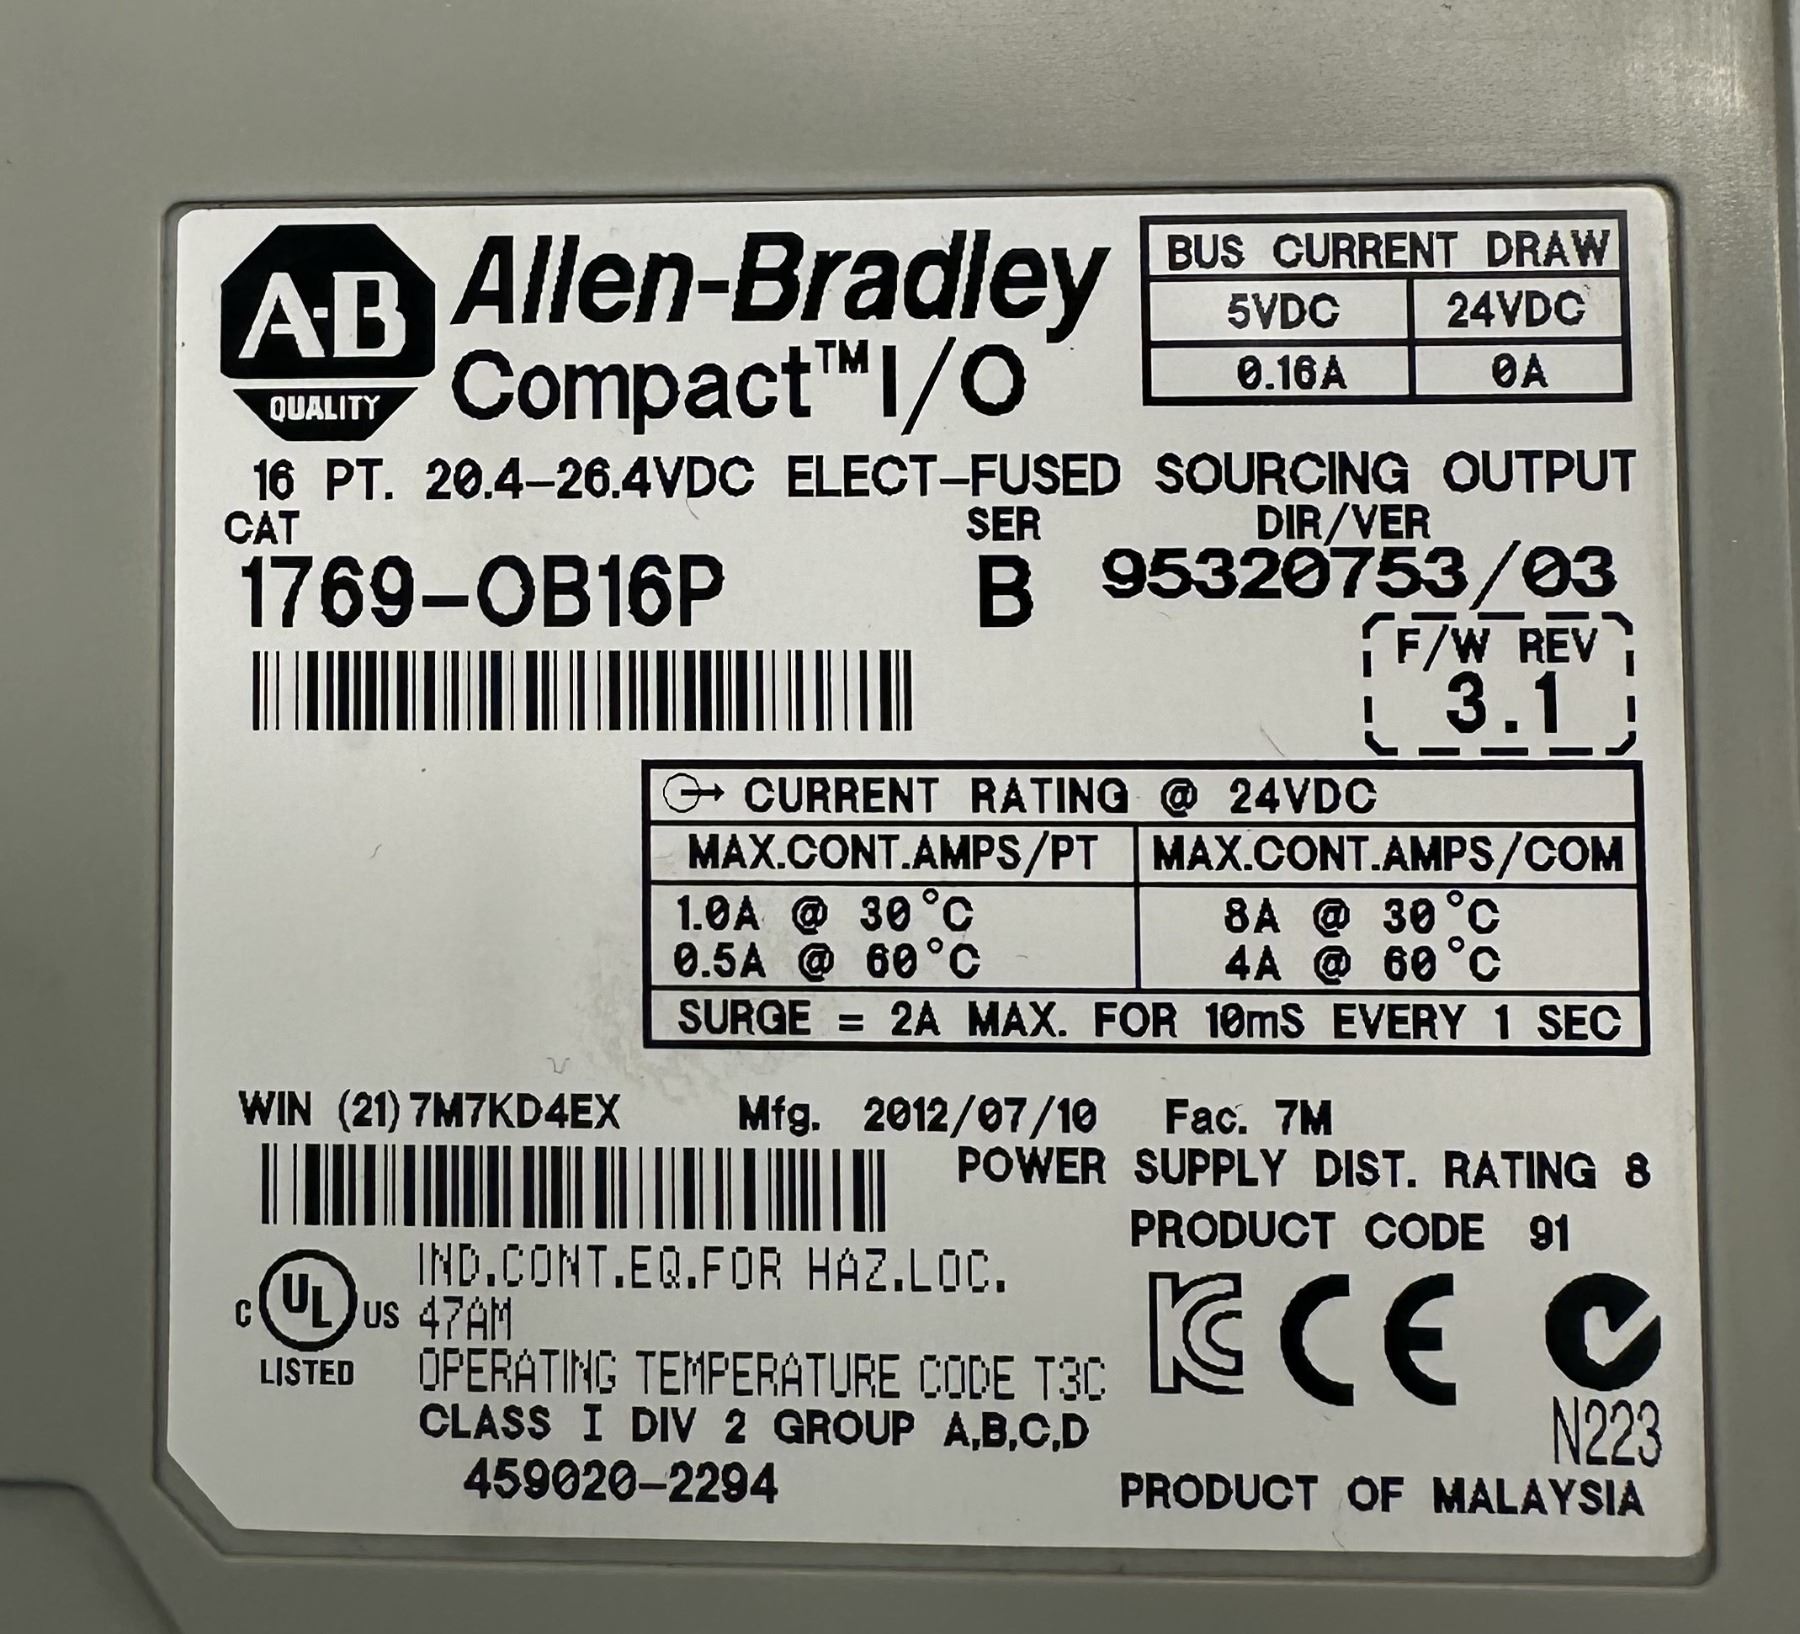 A-B
QUALITY
Allen-Bradley
Compact™ I/O
BUS CURRENT DRAW
5VDC 24VDC
0.16A 0A
16 PT. 20.4-26.4VDC ELECT-FUSED SOURCING OUTPUT
CAT SER DIR/VER
1769-OB16P B 95320753/03
F/W REV
3.1
CURRENT RATING @ 24VDC
MAX.CONT.AMPS/PT MAX.CONT.AMPS/COM
1.0A @ 30°C 8A @ 30°C
0.5A @ 60°C 4A @ 60°C
SURGE = 2A MAX. FOR 10mS EVERY 1 SEC
WIN (21) 7M7KD4EX Mfg. 2012/07/10 Fac. 7M
POWER SUPPLY DIST. RATING 8
PRODUCT CODE 91
C UL US
LISTED
IND.CONT.EQ.FOR HAZ.LOC.
47AM
OPERATING TEMPERATURE CODE T3C
CLASS I DIV 2 GROUP A,B,C,D
459020-2294
KC CE
N223
PRODUCT OF MALAYSIA